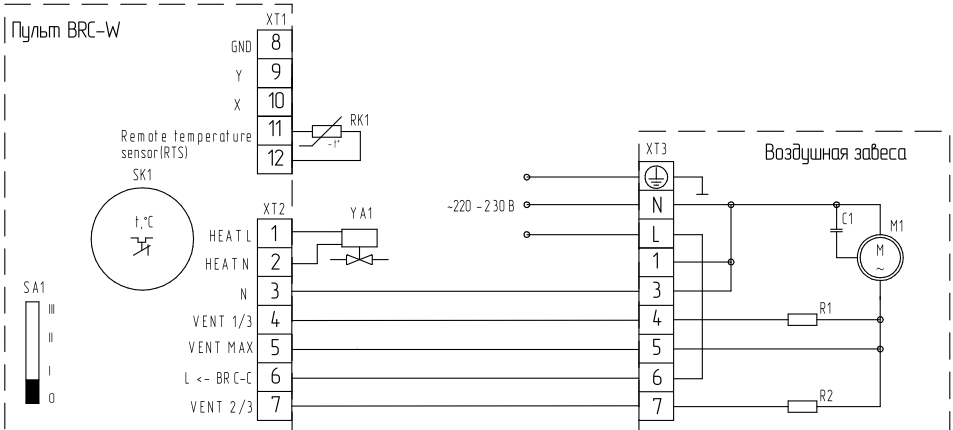 Пульт BRC-W
XT1
GND 8
Y 9
X 10
Remote temperature 11
sensor(RTS) 12
RK1
-t°
SK1
t,°C
XT2
HEAT L 1
HEAT N 2
N 3
VENT 1/3 4
VENT MAX 5
L <- BRC-C 6
VENT 2/3 7
YA1
SA1
III
II
I
0
~220 - 230 В
XT3
Воздушная завеса
N
L
1
3
4
5
6
7
C1
M1
M
~
R1
R2